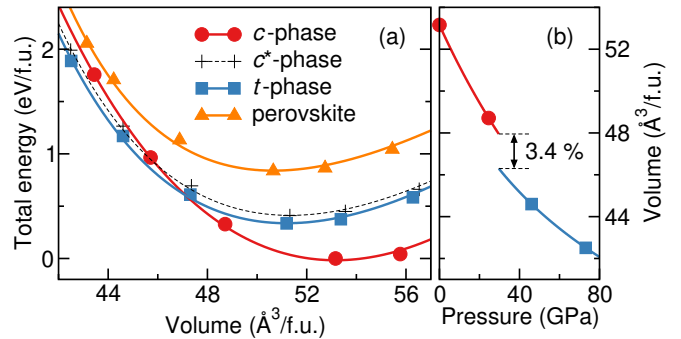 c-phase
c*-phase
t-phase
perovskite
(a)
Total energy (eV/f.u.)
2
1
0
44
48
52
56
Volume (Å³/f.u.)
(b)
3.4 %
52
48
44
Volume (Å³/f.u.)
0
40
80
Pressure (GPa)